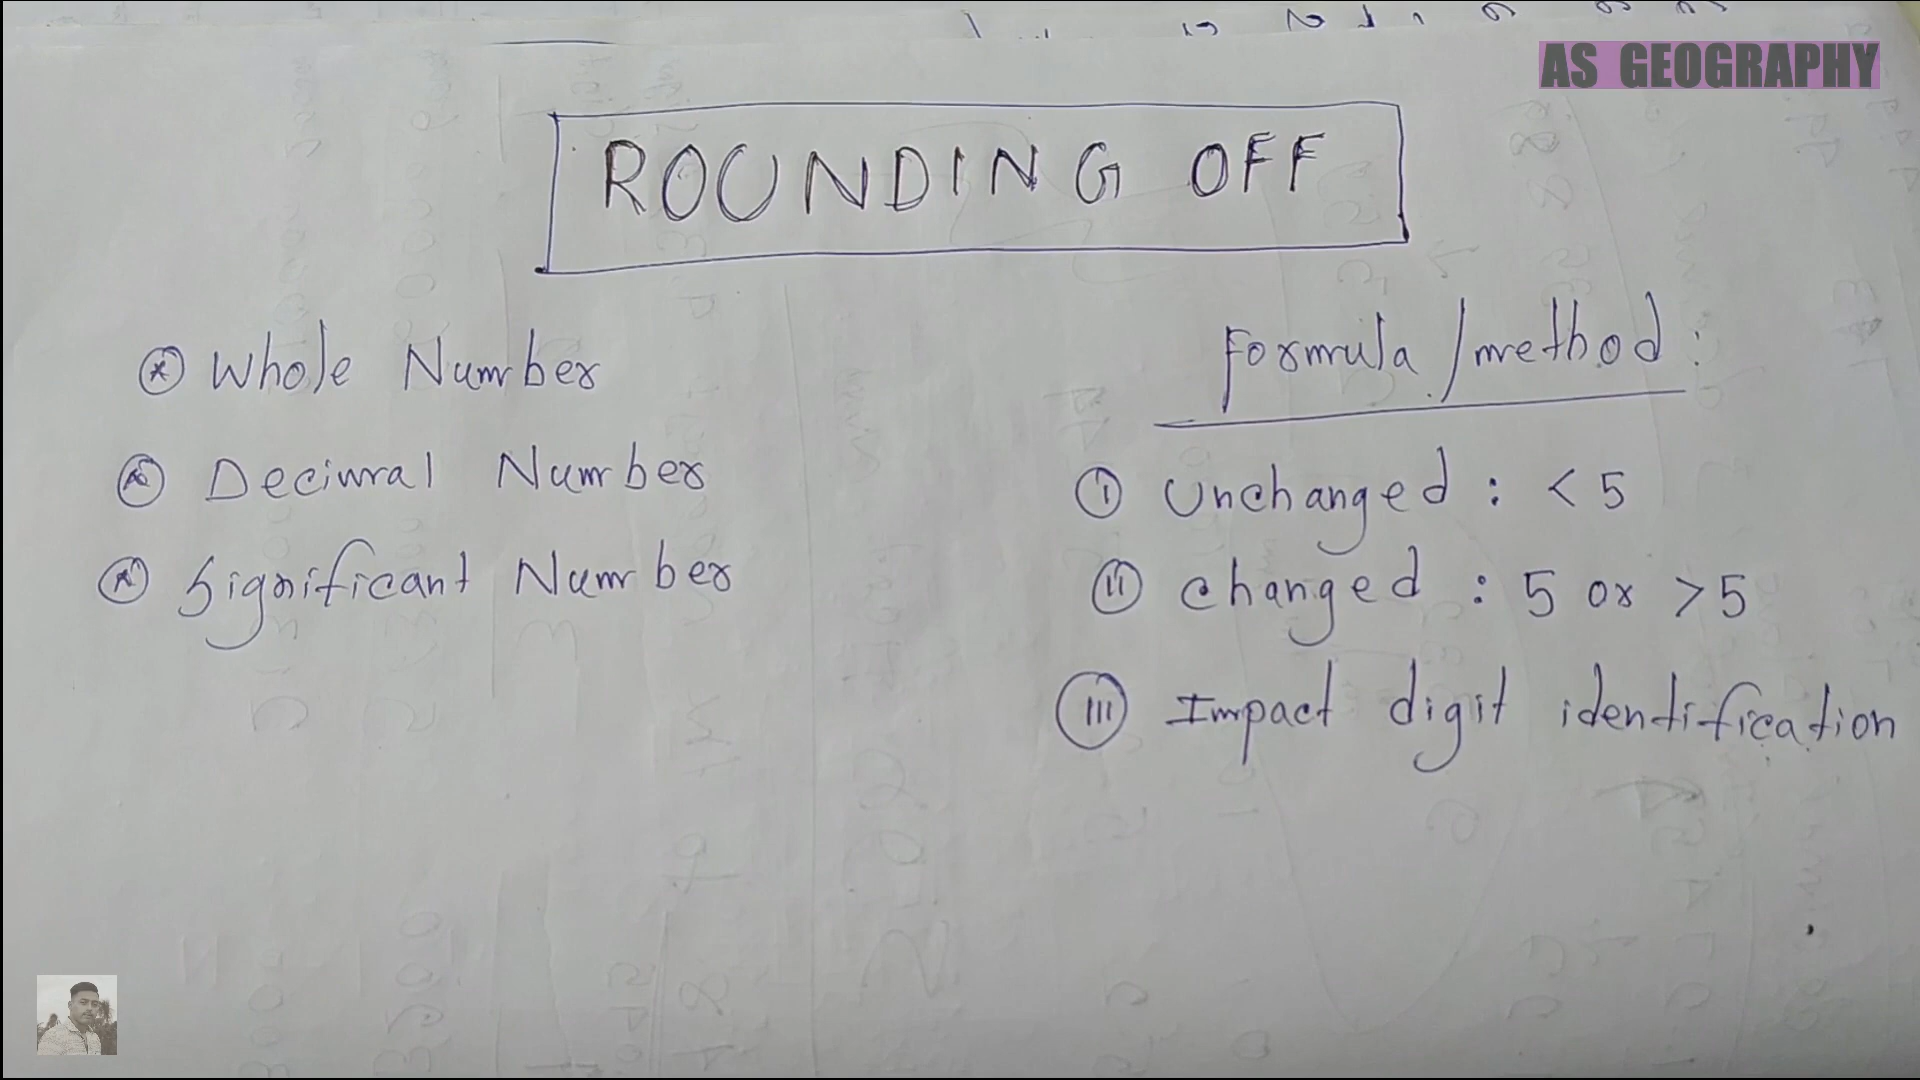 AS GEOGRAPHY
ROUNDING OFF
Whole Number
Decimal Number
Significant Number
Formula / method :
(i) Unchanged : < 5
(ii) changed : 5 or > 5
(iii) Impact digit identification